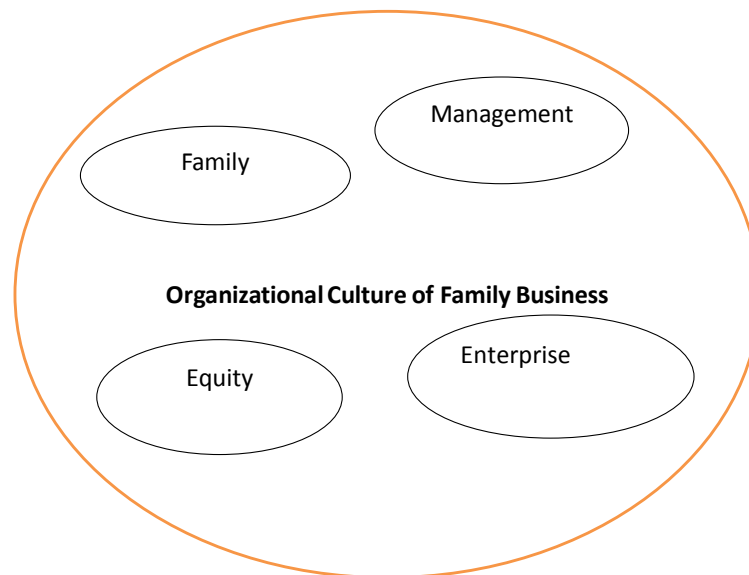 Management
Family
Organizational Culture of Family Business
Enterprise
Equity